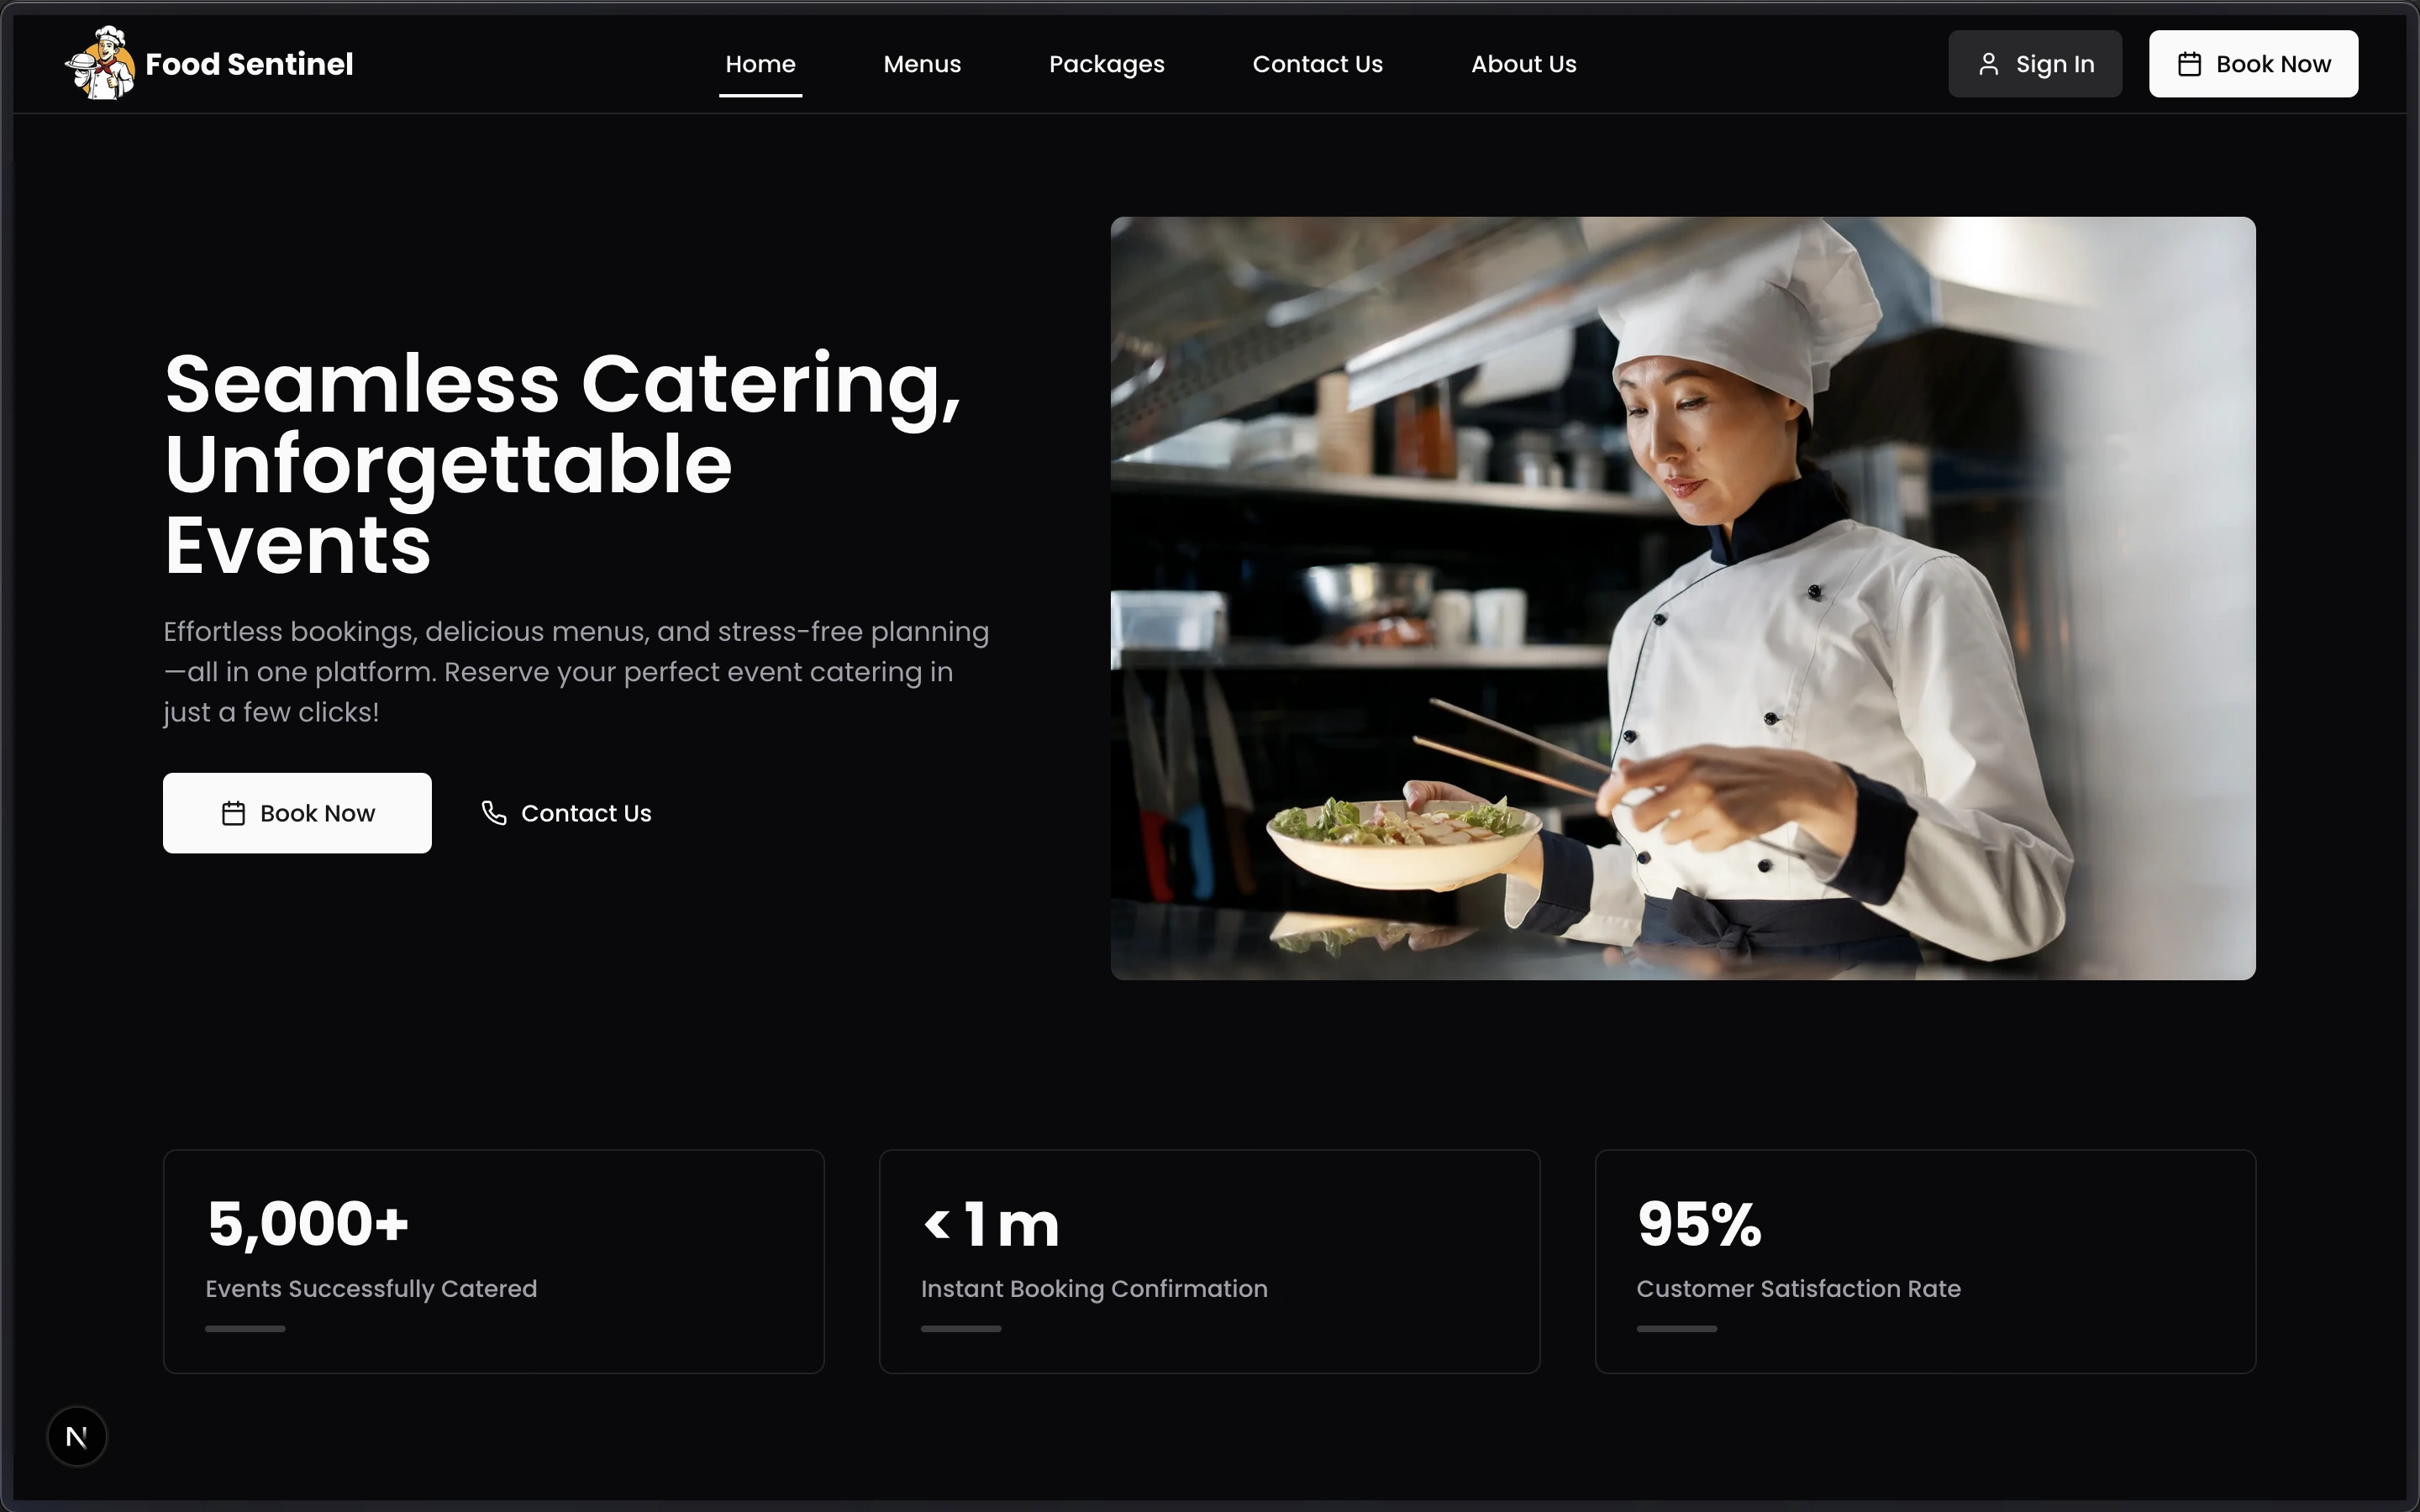 Food Sentinel
Home
Menus
Packages
Contact Us
About Us
Sign In
Book Now
Seamless Catering,
Unforgettable
Events
Effortless bookings, delicious menus, and stress-free planning
—all in one platform. Reserve your perfect event catering in
just a few clicks!
Book Now
Contact Us
5,000+
Events Successfully Catered
< 1 m
Instant Booking Confirmation
95%
Customer Satisfaction Rate
N